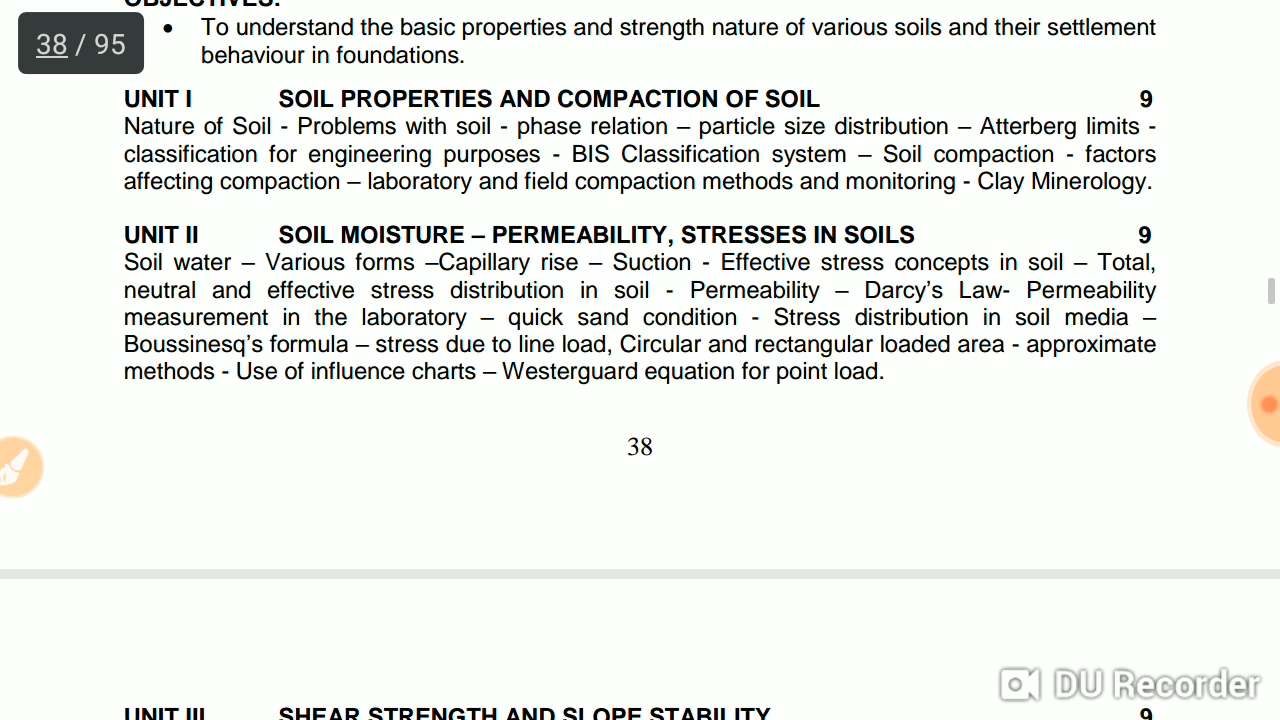 OBJECTIVES:
38 / 95
• To understand the basic properties and strength nature of various soils and their settlement
behaviour in foundations.
UNIT I SOIL PROPERTIES AND COMPACTION OF SOIL 9
Nature of Soil - Problems with soil - phase relation – particle size distribution – Atterberg limits -
classification for engineering purposes - BIS Classification system – Soil compaction - factors
affecting compaction – laboratory and field compaction methods and monitoring - Clay Minerology.
UNIT II SOIL MOISTURE – PERMEABILITY, STRESSES IN SOILS 9
Soil water – Various forms –Capillary rise – Suction - Effective stress concepts in soil – Total,
neutral and effective stress distribution in soil - Permeability – Darcy’s Law- Permeability
measurement in the laboratory – quick sand condition - Stress distribution in soil media –
Boussinesq’s formula – stress due to line load, Circular and rectangular loaded area - approximate
methods - Use of influence charts – Westerguard equation for point load.
38
DU Recorder
UNIT III SHEAR STRENGTH AND SLOPE STABILITY 9